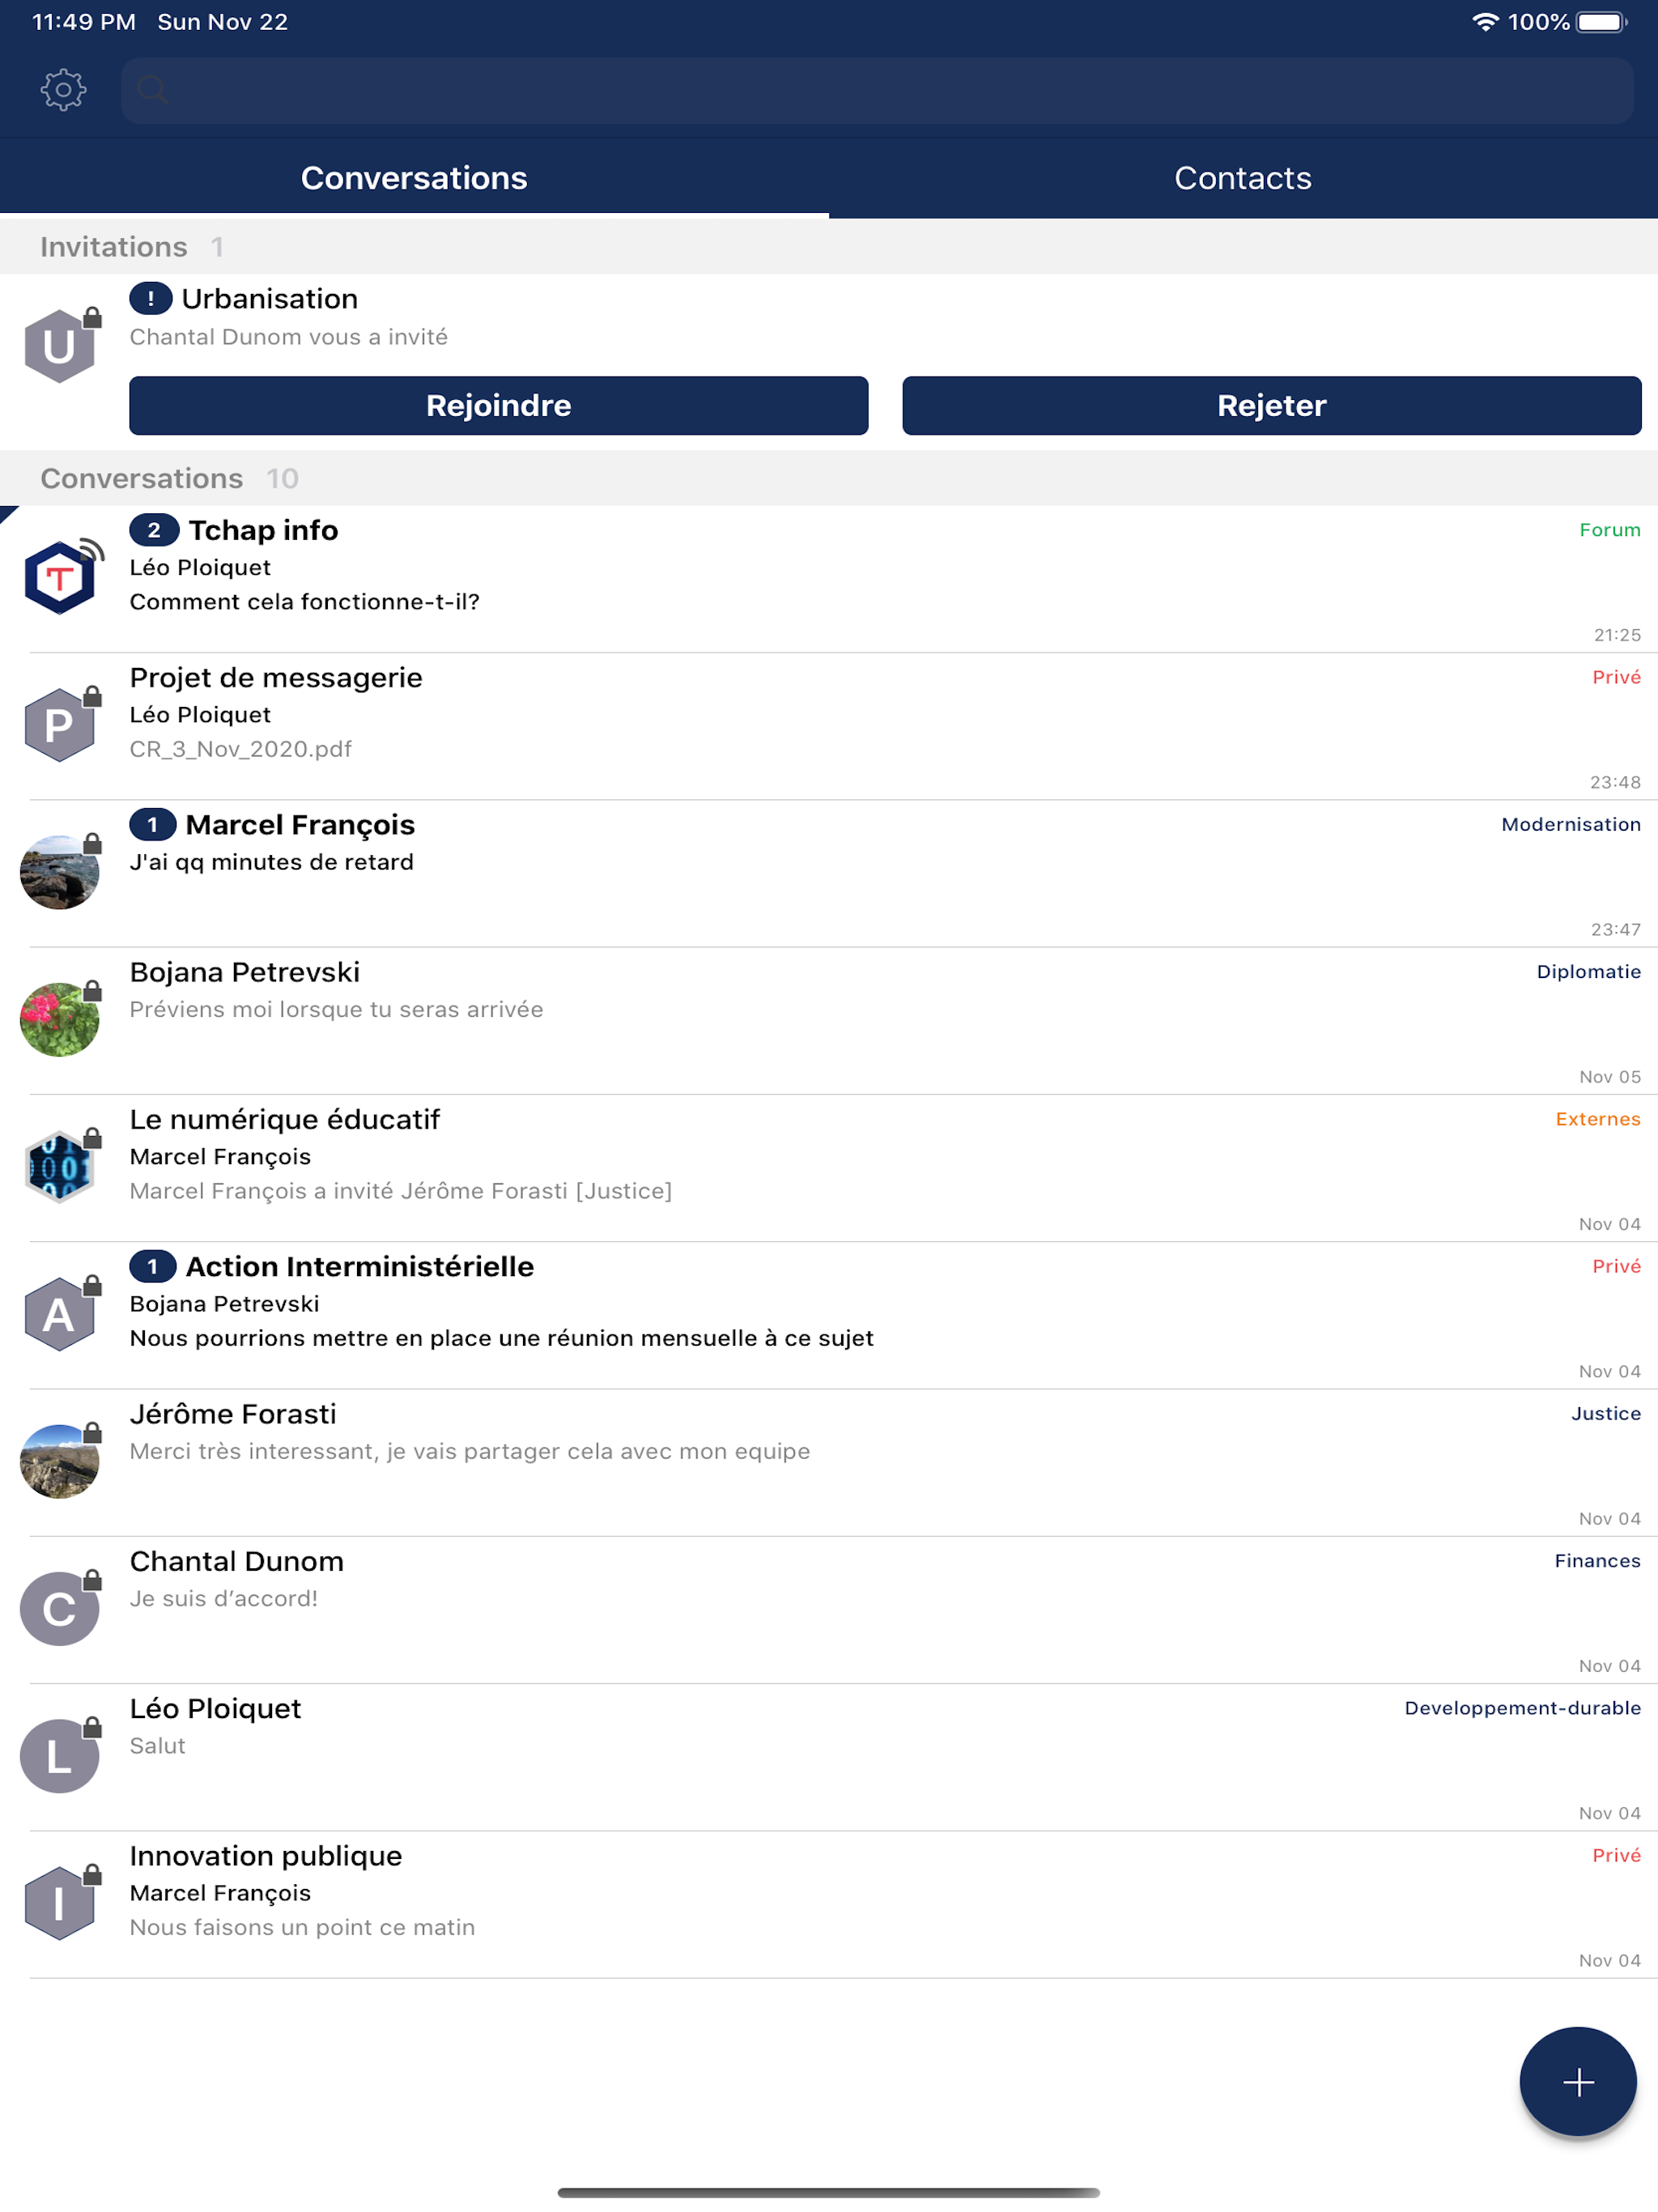 11:49 PM Sun Nov 22 100%
Conversations Contacts
Invitations 1
! Urbanisation
U
Chantal Dunom vous a invité
Rejoindre Rejeter
Conversations 10
2 Tchap info Forum
T
Léo Ploiquet
Comment cela fonctionne-t-il?
21:25
Projet de messagerie Privé
P
Léo Ploiquet
CR_3_Nov_2020.pdf
23:48
1 Marcel François Modernisation
J'ai qq minutes de retard
23:47
Bojana Petrevski Diplomatie
Préviens moi lorsque tu seras arrivée
Nov 05
Le numérique éducatif Externes
Marcel François
Marcel François a invité Jérôme Forasti [Justice]
Nov 04
1 Action Interministérielle Privé
A
Bojana Petrevski
Nous pourrions mettre en place une réunion mensuelle à ce sujet
Nov 04
Jérôme Forasti Justice
Merci très interessant, je vais partager cela avec mon equipe
Nov 04
Chantal Dunom Finances
C
Je suis d’accord!
Nov 04
Léo Ploiquet Developpement-durable
L
Salut
Nov 04
Innovation publique Privé
I
Marcel François
Nous faisons un point ce matin
Nov 04
+